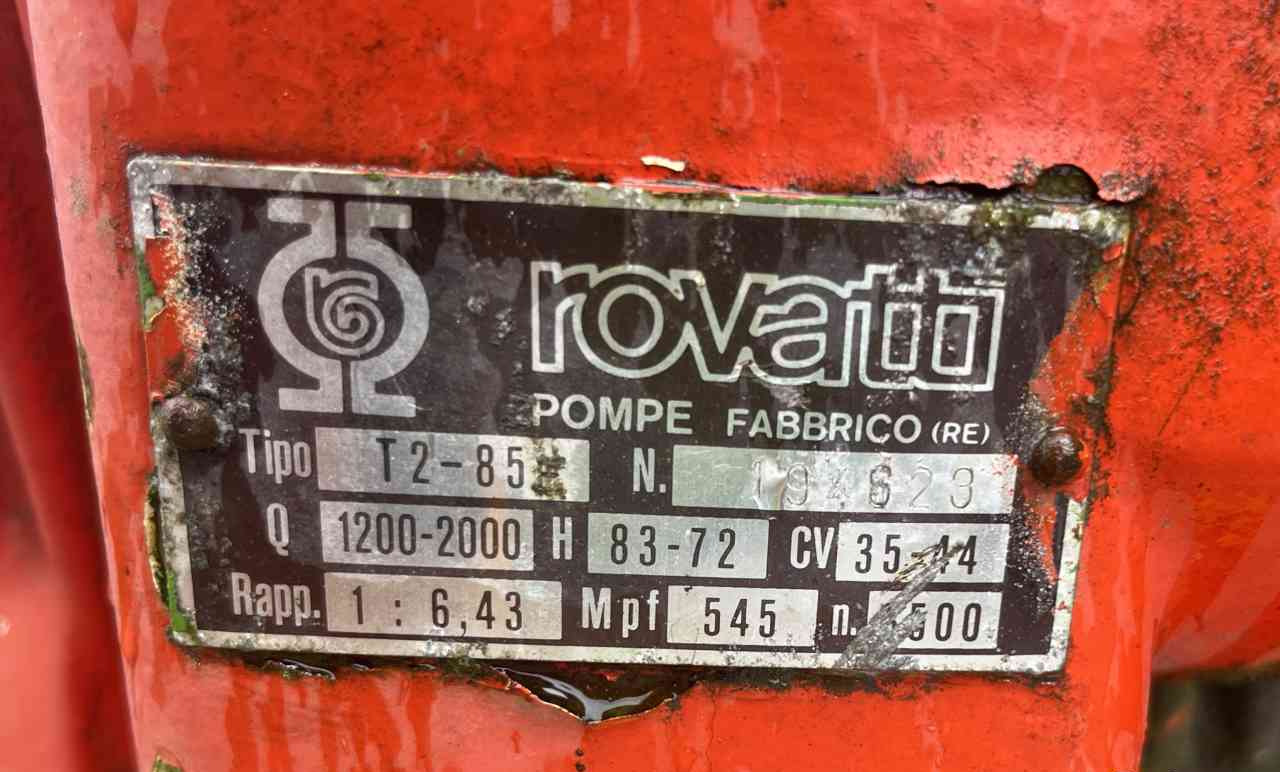 rovatti
POMPE FABBRICO (RE)
Tipo T2-85 N.
Q 1200-2000 H 83-72 CV 35-44
Rapp. 1 : 6,43 Mpf 545 n.